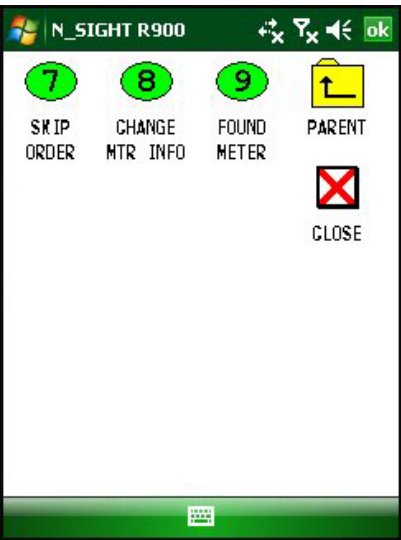 N_SIGHT R900
ok
7
8
9
SKIP
ORDER
CHANGE
MTR INFO
FOUND
METER
PARENT
CLOSE